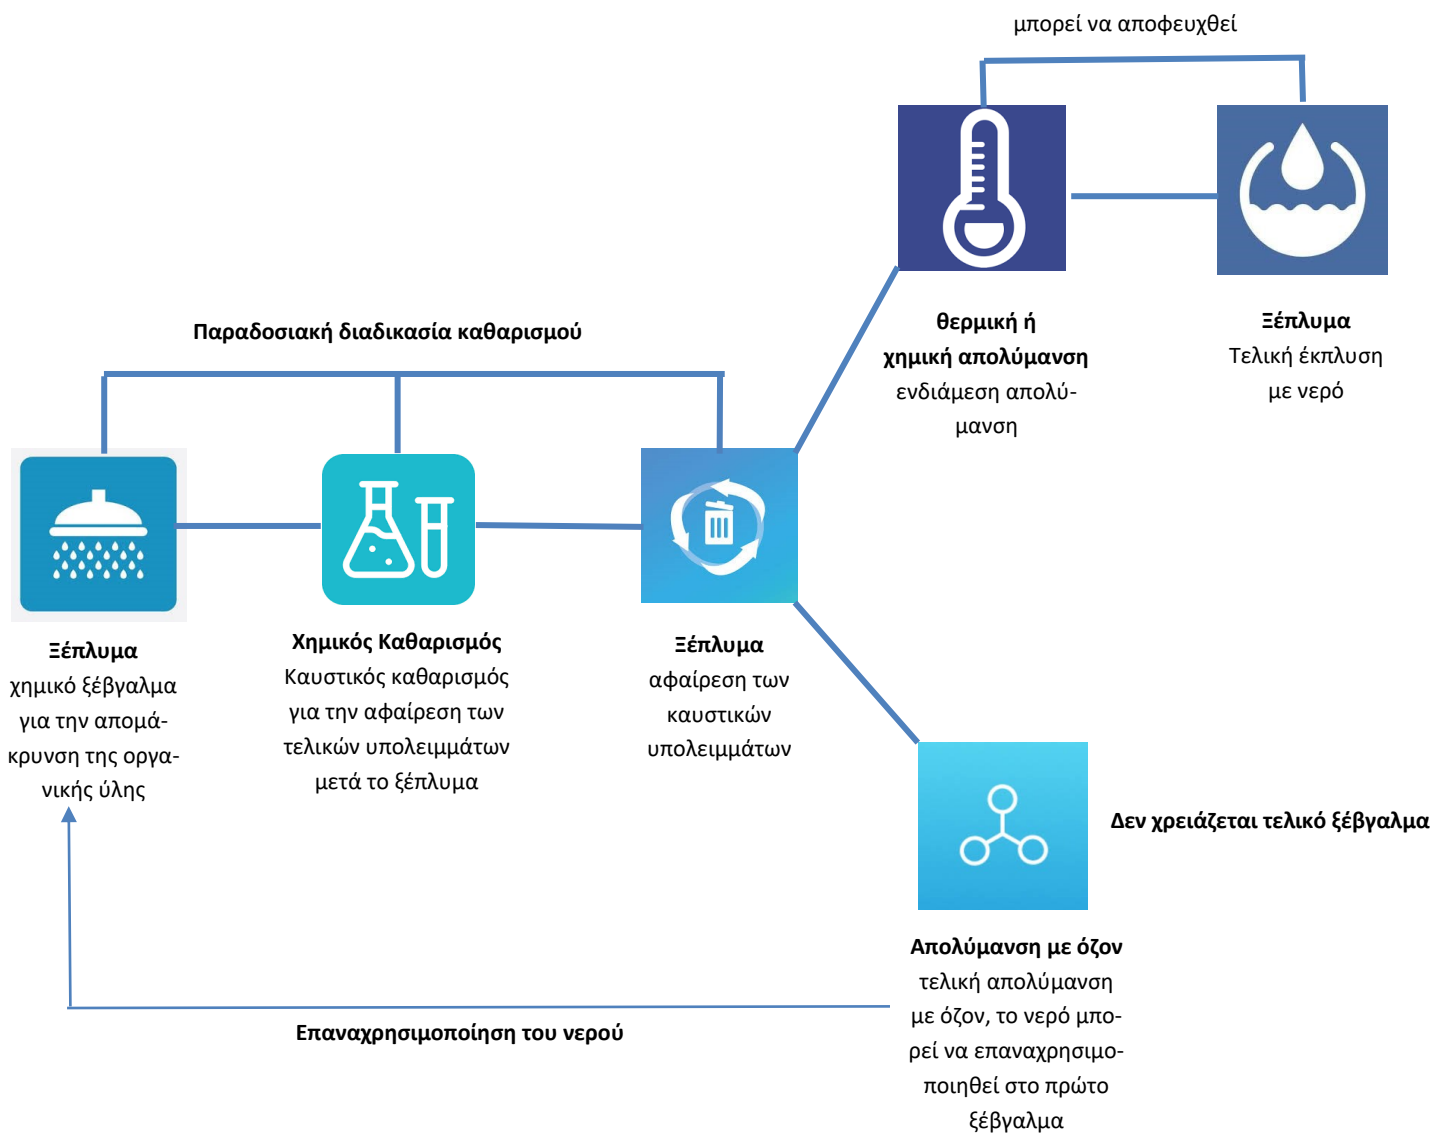 μπορεί να αποφευχθεί
θερμική ή
χημική απολύμανση
ενδιάμεση απολύ-
μανση
Ξέπλυμα
Τελική έκπλυση
με νερό
Παραδοσιακή διαδικασία καθαρισμού
Ξέπλυμα
χημικό ξέβγαλμα
για την απομά-
κρυνση της οργα-
νικής ύλης
Χημικός Καθαρισμός
Καυστικός καθαρισμός
για την αφαίρεση των
τελικών υπολειμμάτων
μετά το ξέπλυμα
Ξέπλυμα
αφαίρεση των
καυστικών
υπολειμμάτων
Δεν χρειάζεται τελικό ξέβγαλμα
Απολύμανση με όζον
τελική απολύμανση
με όζον, το νερό μπο-
ρεί να επαναχρησιμο-
ποιηθεί στο πρώτο
ξέβγαλμα
Επαναχρησιμοποίηση του νερού